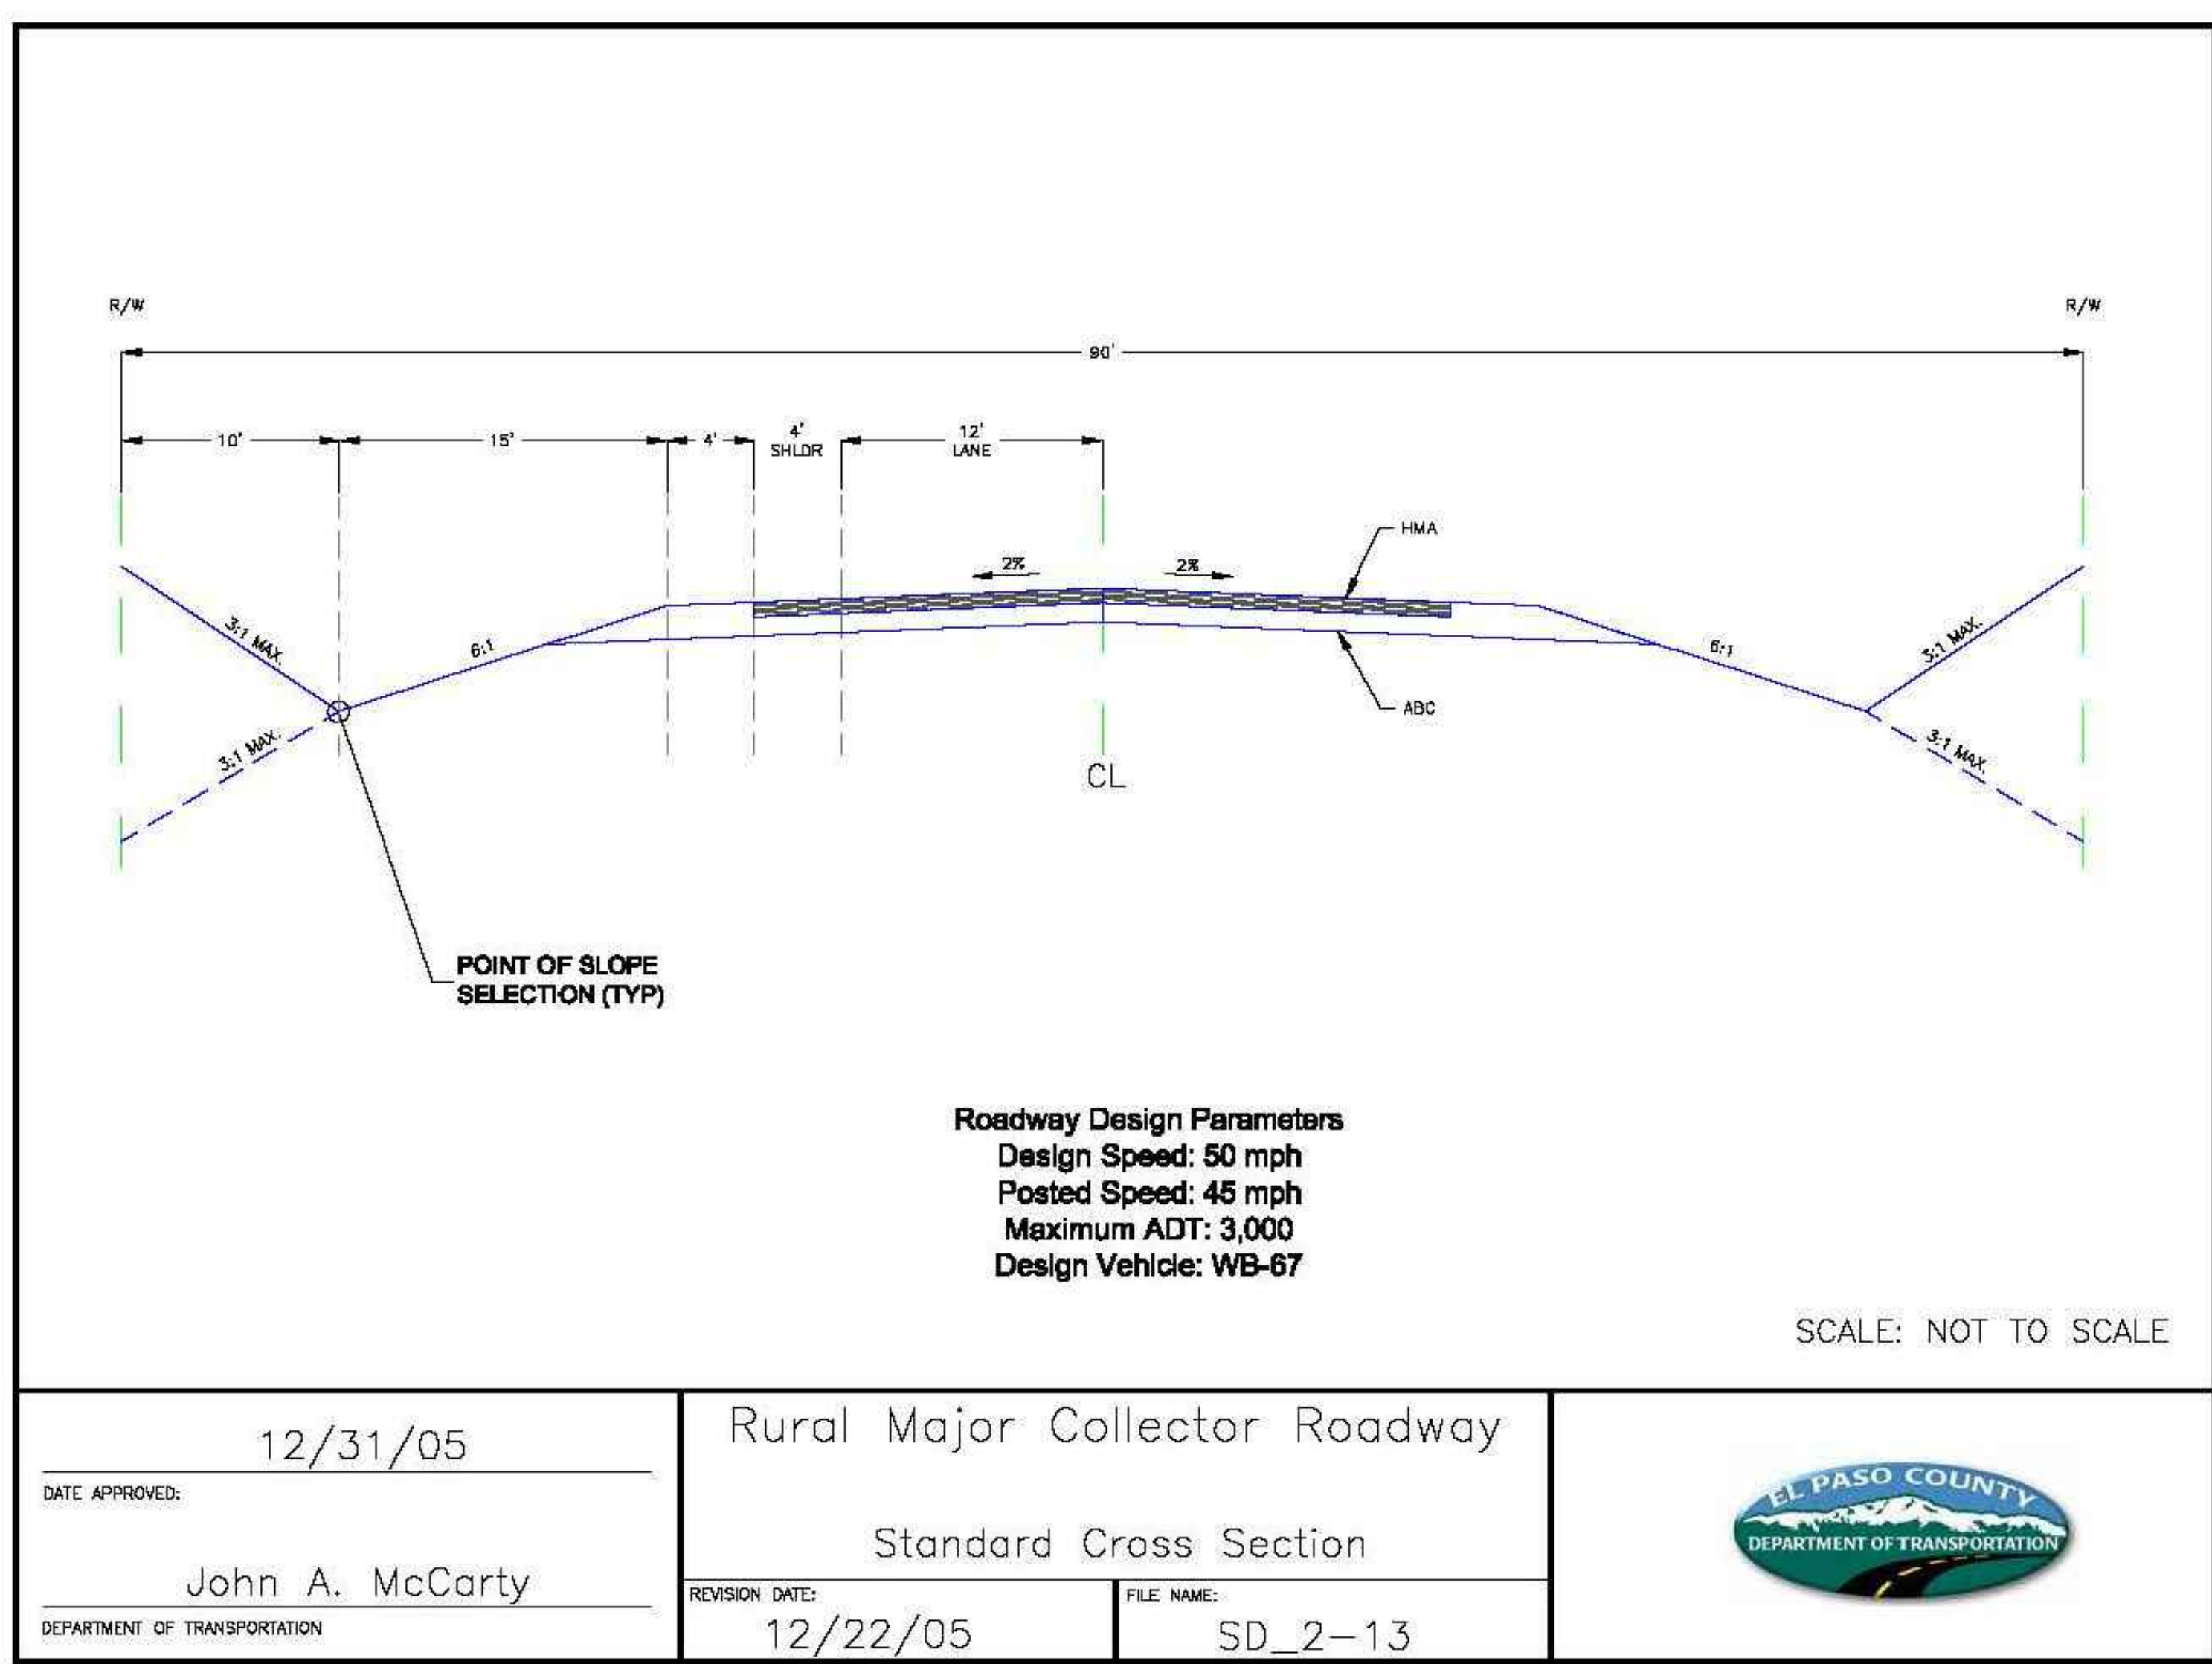 R/W
R/W
90'
10'
15'
4'
4'
SHLDR
12'
LANE
HMA
2%
2%
3:1 MAX.
6:1
6:1
3:1 MAX.
ABC
3:1 MAX.
3:1 MAX.
CL
POINT OF SLOPE
SELECTION (TYP)
Roadway Design Parameters
Design Speed: 50 mph
Posted Speed: 45 mph
Maximum ADT: 3,000
Design Vehicle: WB-67
SCALE: NOT TO SCALE
12/31/05
DATE APPROVED:
John A. McCarty
DEPARTMENT OF TRANSPORTATION
Rural Major Collector Roadway
Standard Cross Section
REVISION DATE:
12/22/05
FILE NAME:
SD_2-13
EL PASO COUNTY
DEPARTMENT OF TRANSPORTATION